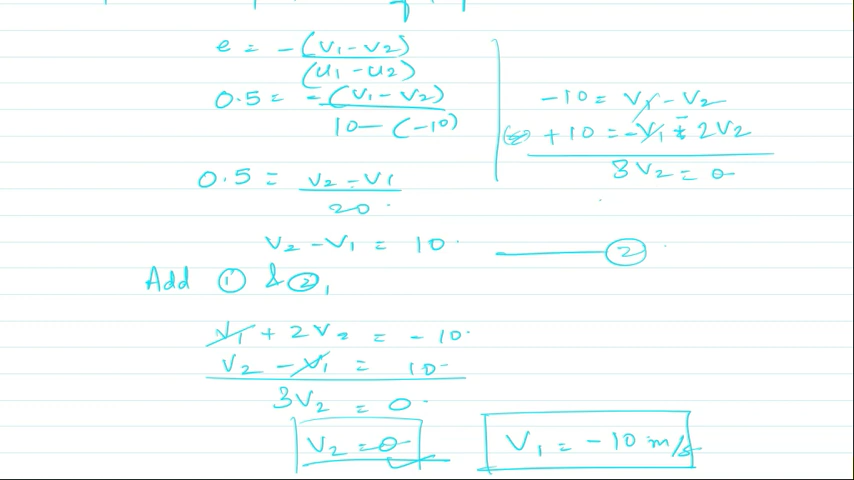 e = -(V1 - V2)
(U1 - U2)
0.5 = -(V1 - V2)
10 - (-10)
0.5 = V2 - V1
20
V2 - V1 = 10 ——— ②
Add ① & ②,
V1 + 2V2 = -10
V2 - V1 = 10
3V2 = 0
V2 = 0
V1 = -10 m/s
-10 = V1 - V2
+10 = -V1 + 2V2
3V2 = 0